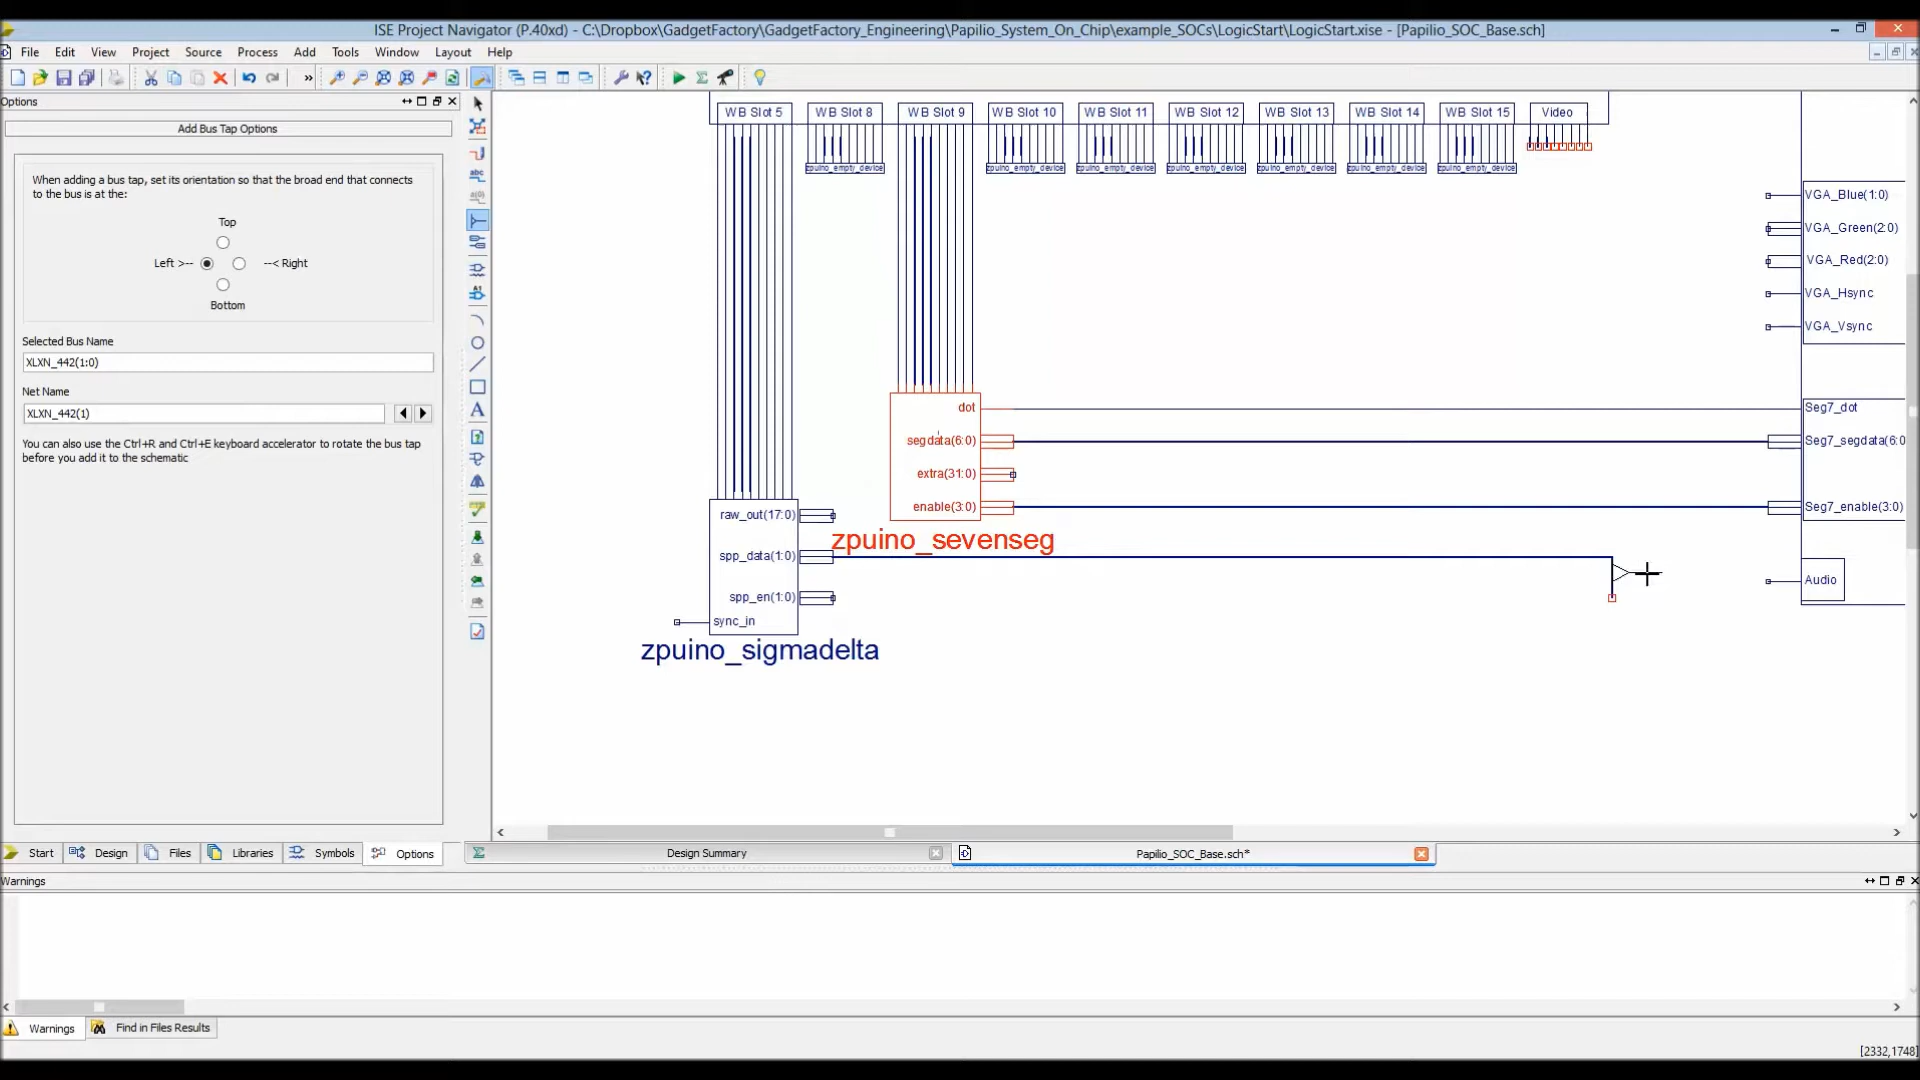 ISE Project Navigator (P.40xd) - C:\Dropbox\GadgetFactory\GadgetFactory_Engineering\Papilio_System_On_Chip\example_SOCs\LogicStart\LogicStart.xise - [Papilio_SOC_Base.sch]
File Edit View Project Source Process Add Tools Window Layout Help
»
Options
Add Bus Tap Options
When adding a bus tap, set its orientation so that the broad end that connects
to the bus is at the:
Top
Left >-- --< Right
Bottom
Selected Bus Name
XLXN_442(1:0)
Net Name
XLXN_442(1)
You can also use the Ctrl+R and Ctrl+E keyboard accelerator to rotate the bus tap
before you add it to the schematic
WB Slot 5 WB Slot 8 WB Slot 9 WB Slot 10 WB Slot 11 WB Slot 12 WB Slot 13 WB Slot 14 WB Slot 15 Video
zpuino_empty_device zpuino_empty_device zpuino_empty_device zpuino_empty_device zpuino_empty_device zpuino_empty_device zpuino_empty_device
VGA_Blue(1:0)
VGA_Green(2:0)
VGA_Red(2:0)
VGA_Hsync
VGA_Vsync
dot
segdata(6:0)
extra(31:0)
enable(3:0)
zpuino_sevenseg
Seg7_dot
Seg7_segdata(6:0
Seg7_enable(3:0)
Audio
raw_out(17:0)
spp_data(1:0)
spp_en(1:0)
sync_in
zpuino_sigmadelta
Start Design Files Libraries Symbols Options
Design Summary Papilio_SOC_Base.sch*
Warnings
Warnings Find in Files Results
[2332,1748]